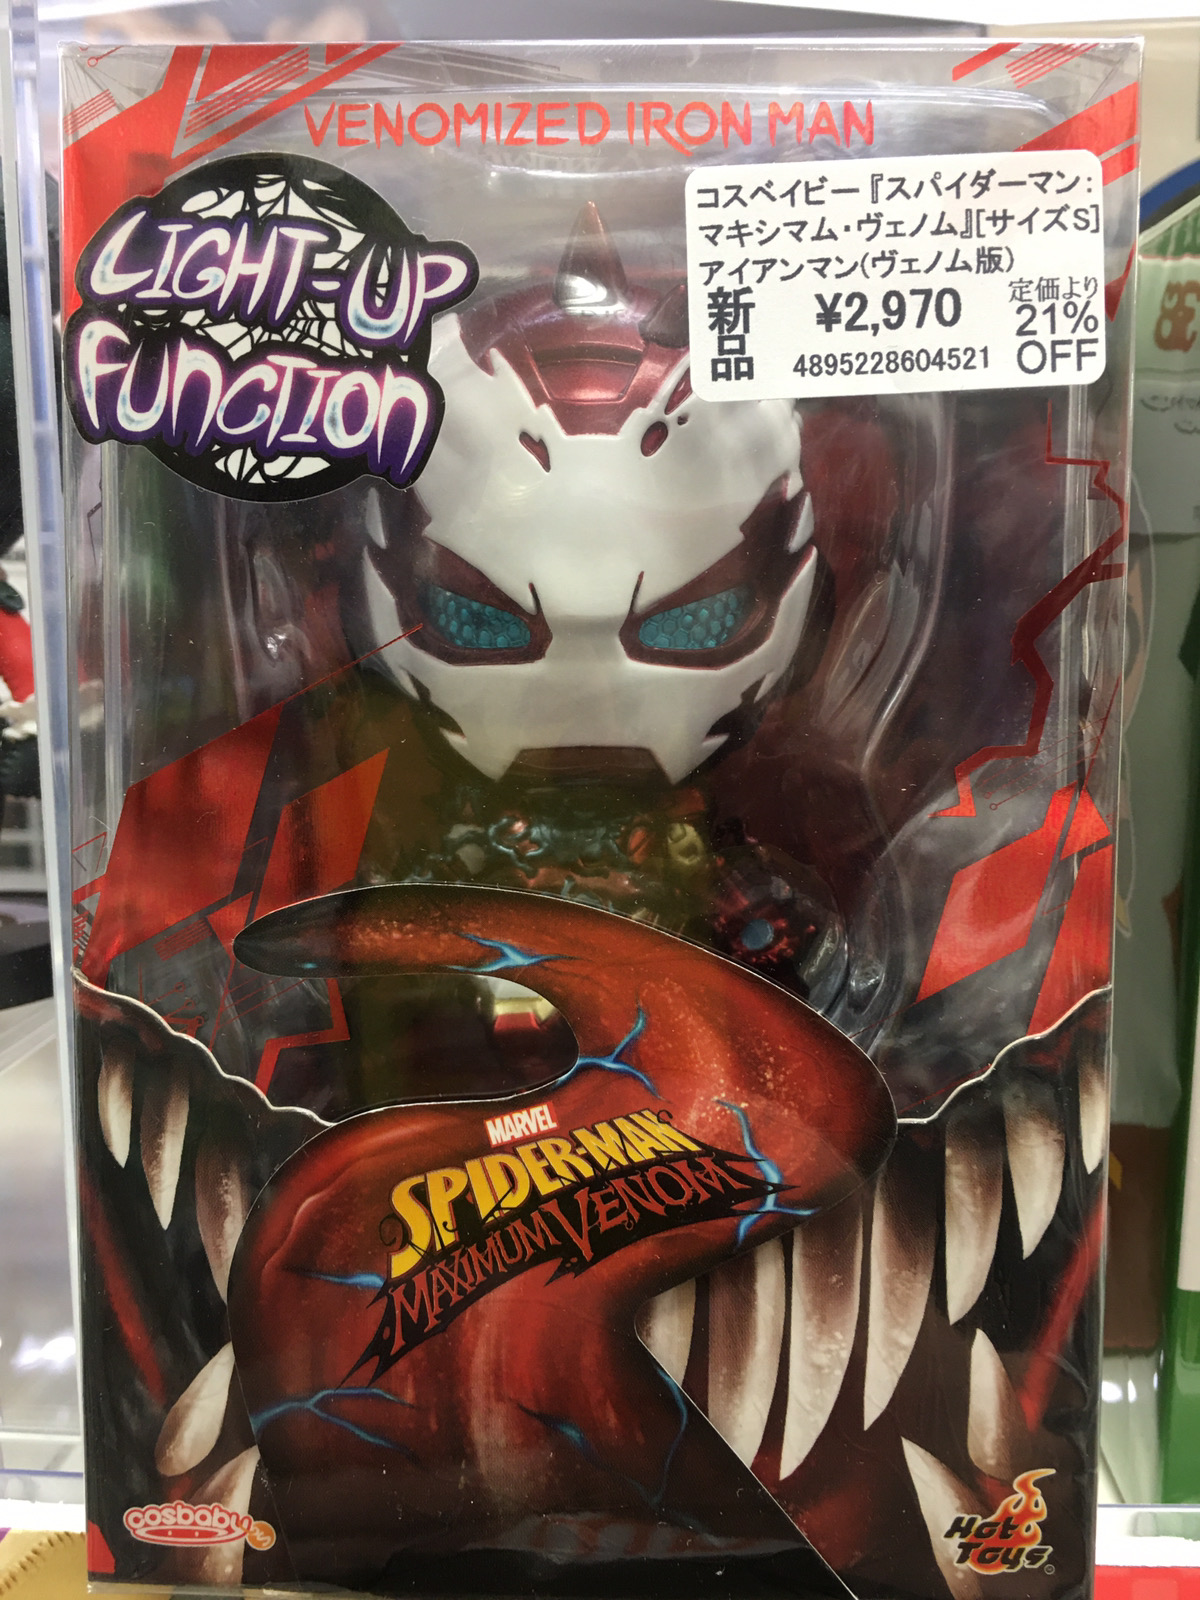 VENOMIZED IRON MAN
LIGHT-UP
FUNCTION
コスベイビー『スパイダーマン:
マキシマム・ヴェノム』[サイズS]
アイアンマン(ヴェノム版)
新品
¥2,970
定価より
21%
OFF
4895228604521
MARVEL
SPIDER-MAN
MAXIMUM VENOM
cosbaby
Hot
Toys